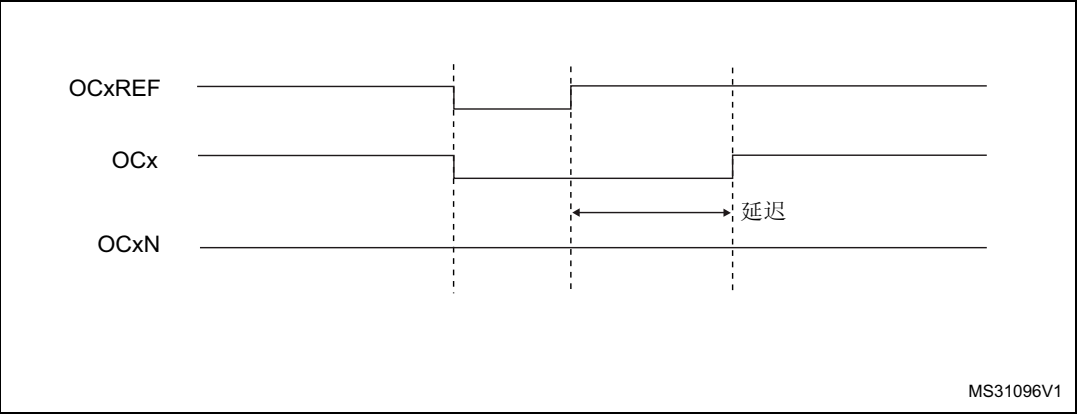 OCxREF
OCx
延迟
OCxN
MS31096V1